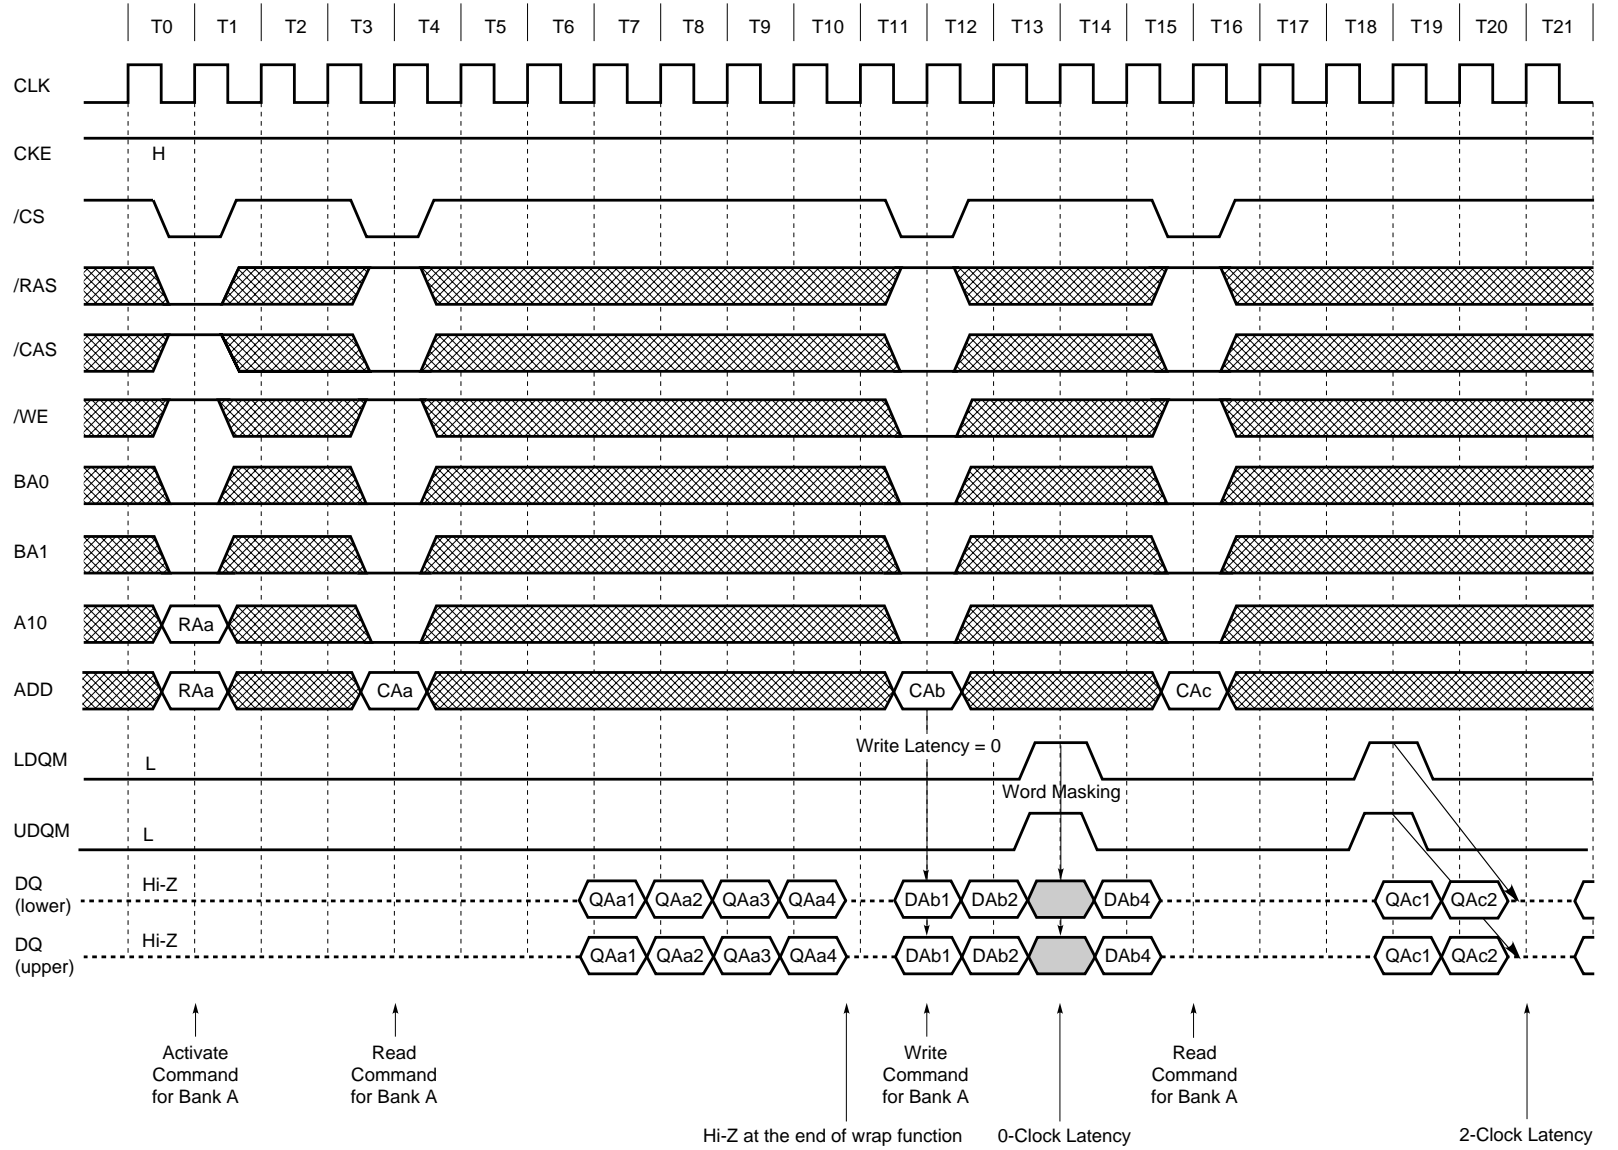 T0 T1 T2 T3 T4 T5 T6 T7 T8 T9 T10 T11 T12 T13 T14 T15 T16 T17 T18 T19 T20 T21
CLK
CKE H
/CS
/RAS
/CAS
/WE
BA0
BA1
A10 RAa
ADD RAa CAa CAb CAc
Write Latency = 0
LDQM L
Word Masking
UDQM L
DQ
(lower)
Hi-Z QAa1 QAa2 QAa3 QAa4 DAb1 DAb2 DAb4 QAc1 QAc2
DQ
(upper)
Hi-Z QAa1 QAa2 QAa3 QAa4 DAb1 DAb2 DAb4 QAc1 QAc2
Activate
Command
for Bank A
Read
Command
for Bank A
Write
Command
for Bank A
Read
Command
for Bank A
Hi-Z at the end of wrap function
0-Clock Latency
2-Clock Latency